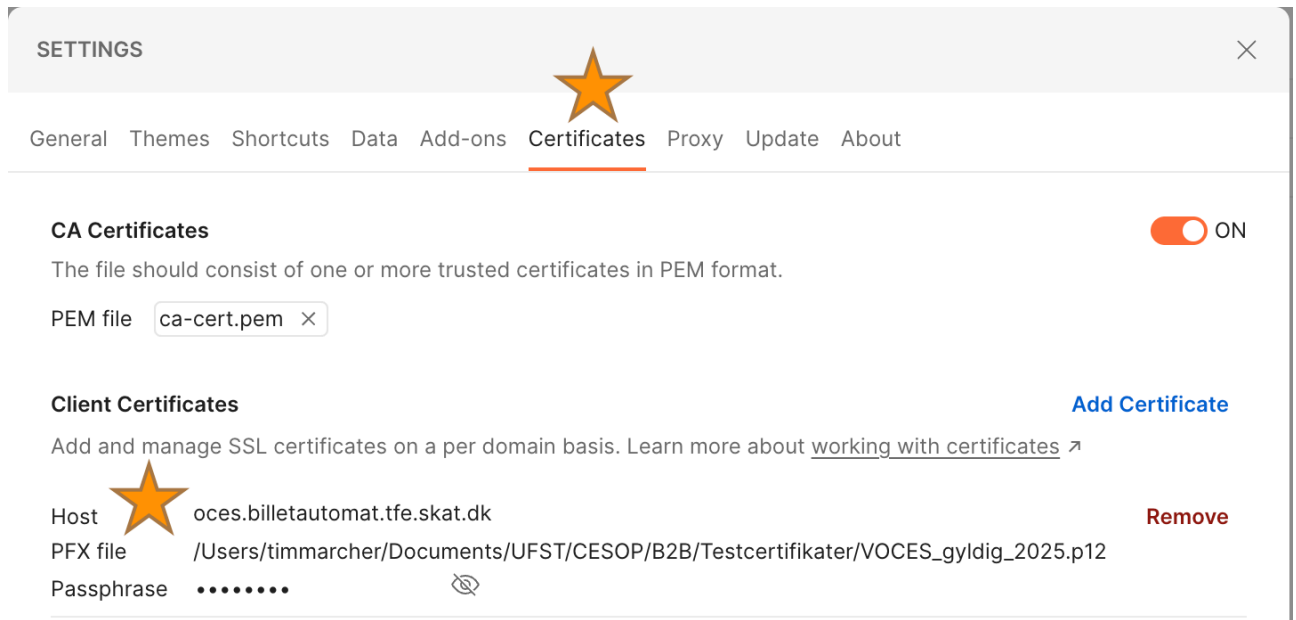 SETTINGS
General Themes Shortcuts Data Add-ons Certificates Proxy Update About
CA Certificates ON
The file should consist of one or more trusted certificates in PEM format.
PEM file ca-cert.pem
Client Certificates Add Certificate
Add and manage SSL certificates on a per domain basis. Learn more about working with certificates ↗
Host oces.billetautomat.tfe.skat.dk Remove
PFX file /Users/timmarcher/Documents/UFST/CESOP/B2B/Testcertifikater/VOCES_gyldig_2025.p12
Passphrase ••••••••